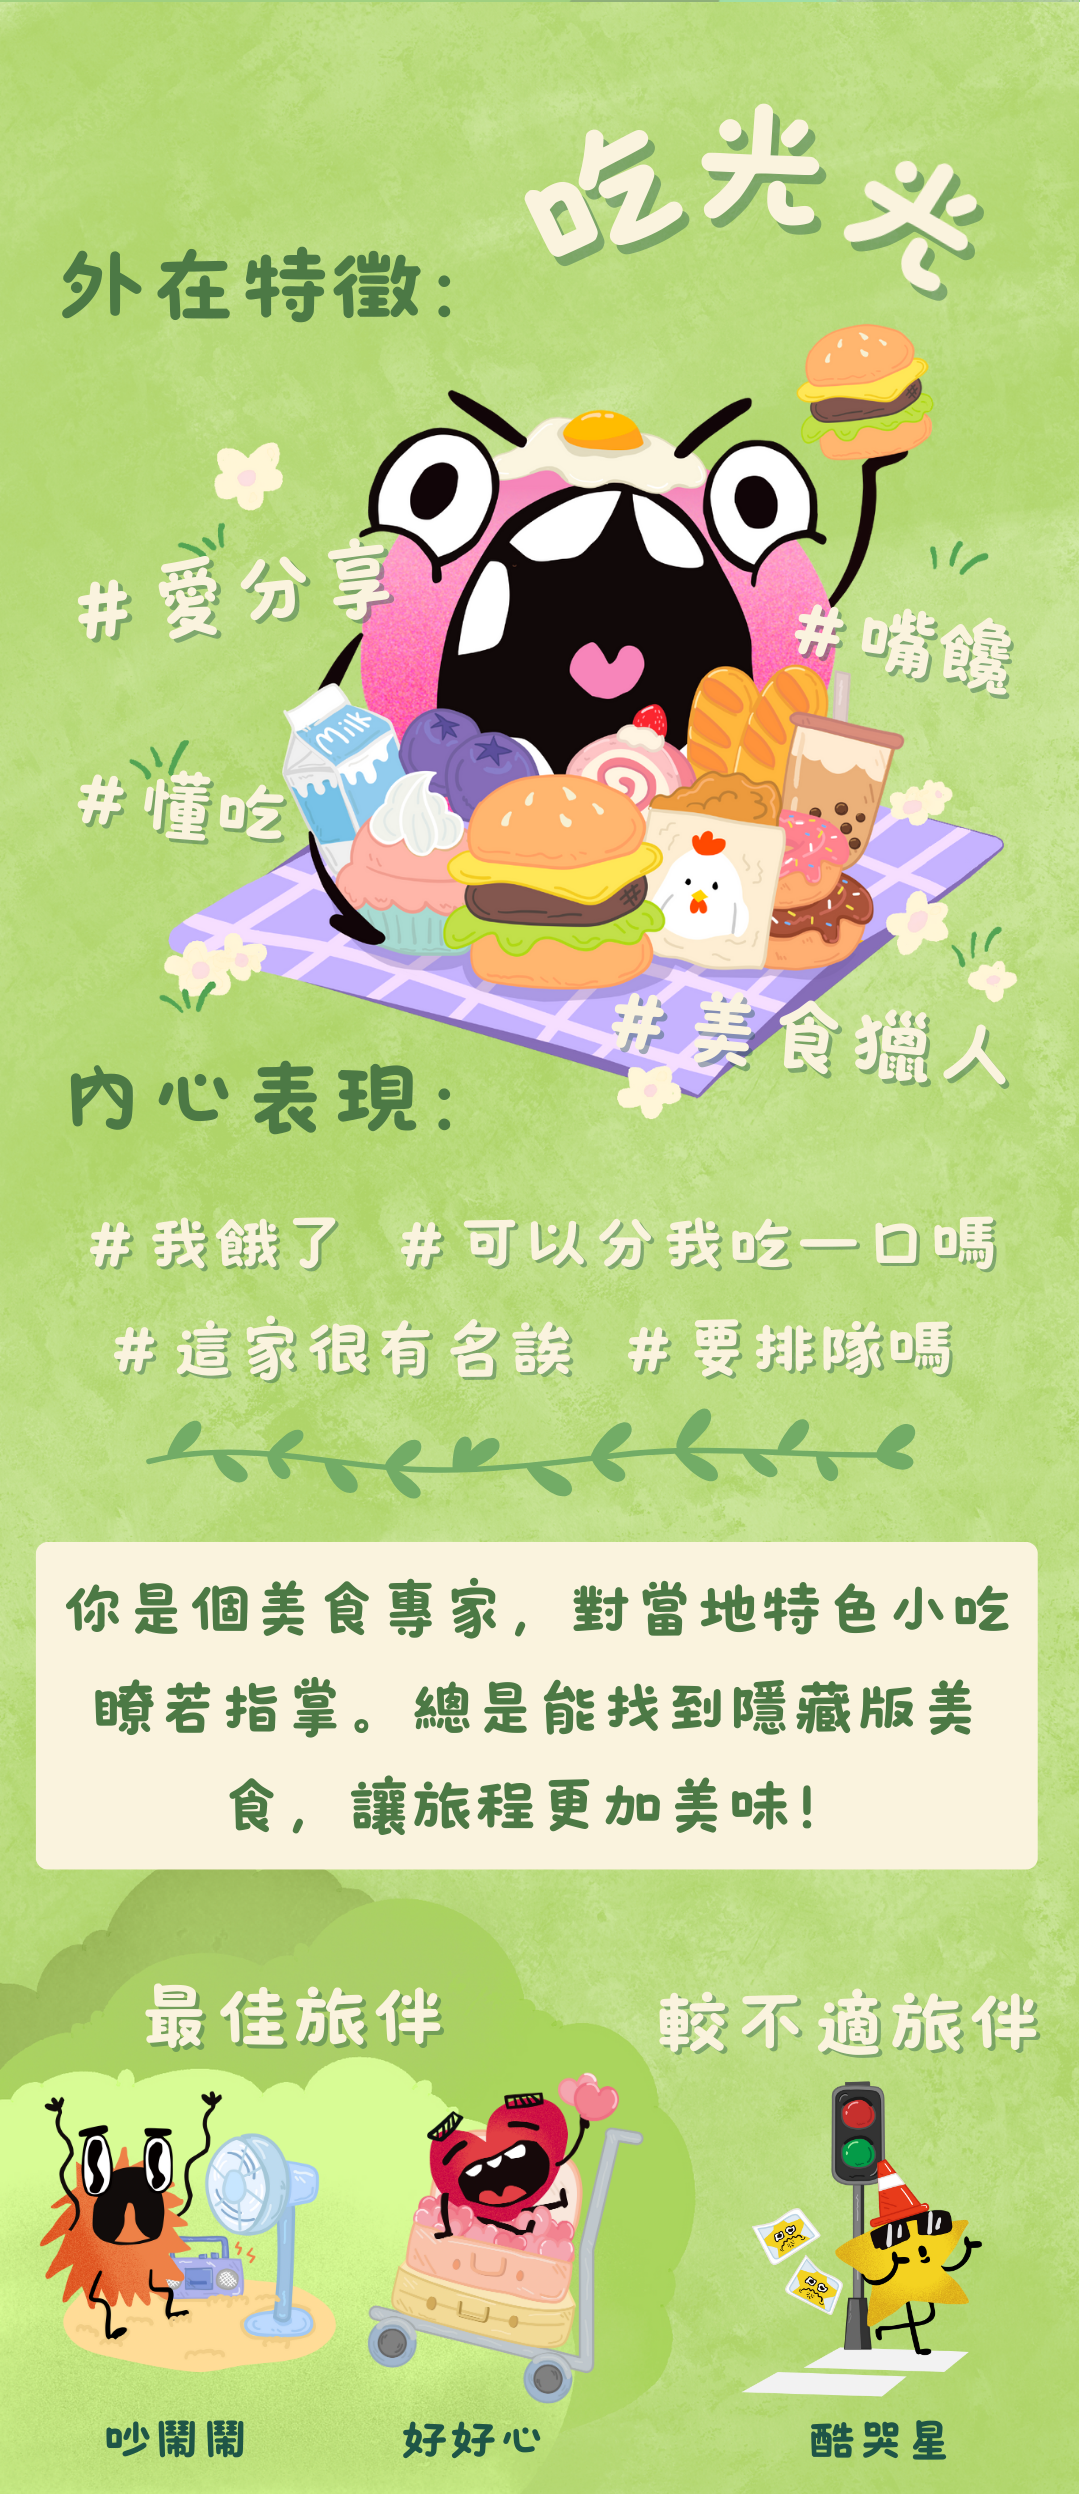 吃光光
外在特徵：
#愛分享
#嘴饞
Milk
#懂吃
#美食獵人
內心表現：
#我餓了 #可以分我吃一口嗎
#這家很有名誒 #要排隊嗎
你是個美食專家，對當地特色小吃
瞭若指掌。總是能找到隱藏版美
食，讓旅程更加美味！
最佳旅伴 較不適旅伴
吵鬧鬧 好好心 酷哭星